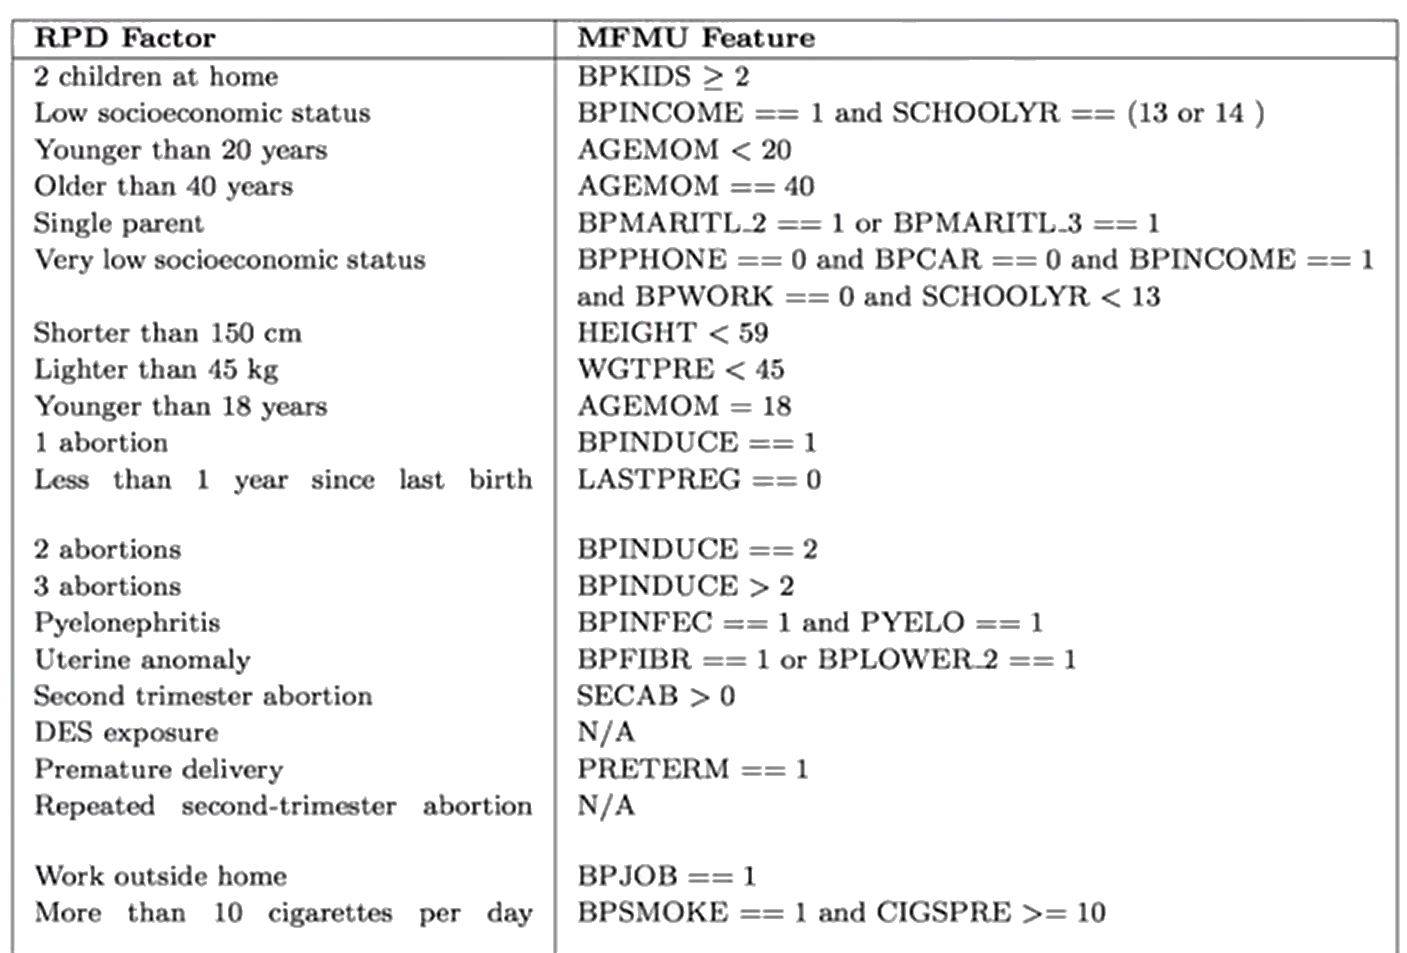 RPD Factor MFMU Feature
2 children at home BPKIDS ≥ 2
Low socioeconomic status BPINCOME == 1 and SCHOOLYR == (13 or 14 )
Younger than 20 years AGEMOM < 20
Older than 40 years AGEMOM == 40
Single parent BPMARITL_2 == 1 or BPMARITL_3 == 1
Very low socioeconomic status BPPHONE == 0 and BPCAR == 0 and BPINCOME == 1
and BPWORK == 0 and SCHOOLYR < 13
Shorter than 150 cm HEIGHT < 59
Lighter than 45 kg WGTPRE < 45
Younger than 18 years AGEMOM = 18
1 abortion BPINDUCE == 1
Less than 1 year since last birth LASTPREG == 0
2 abortions BPINDUCE == 2
3 abortions BPINDUCE > 2
Pyelonephritis BPINFEC == 1 and PYELO == 1
Uterine anomaly BPFIBR == 1 or BPLOWER_2 == 1
Second trimester abortion SECAB > 0
DES exposure N/A
Premature delivery PRETERM == 1
Repeated second-trimester abortion N/A
Work outside home BPJOB == 1
More than 10 cigarettes per day BPSMOKE == 1 and CIGSPRE >= 10